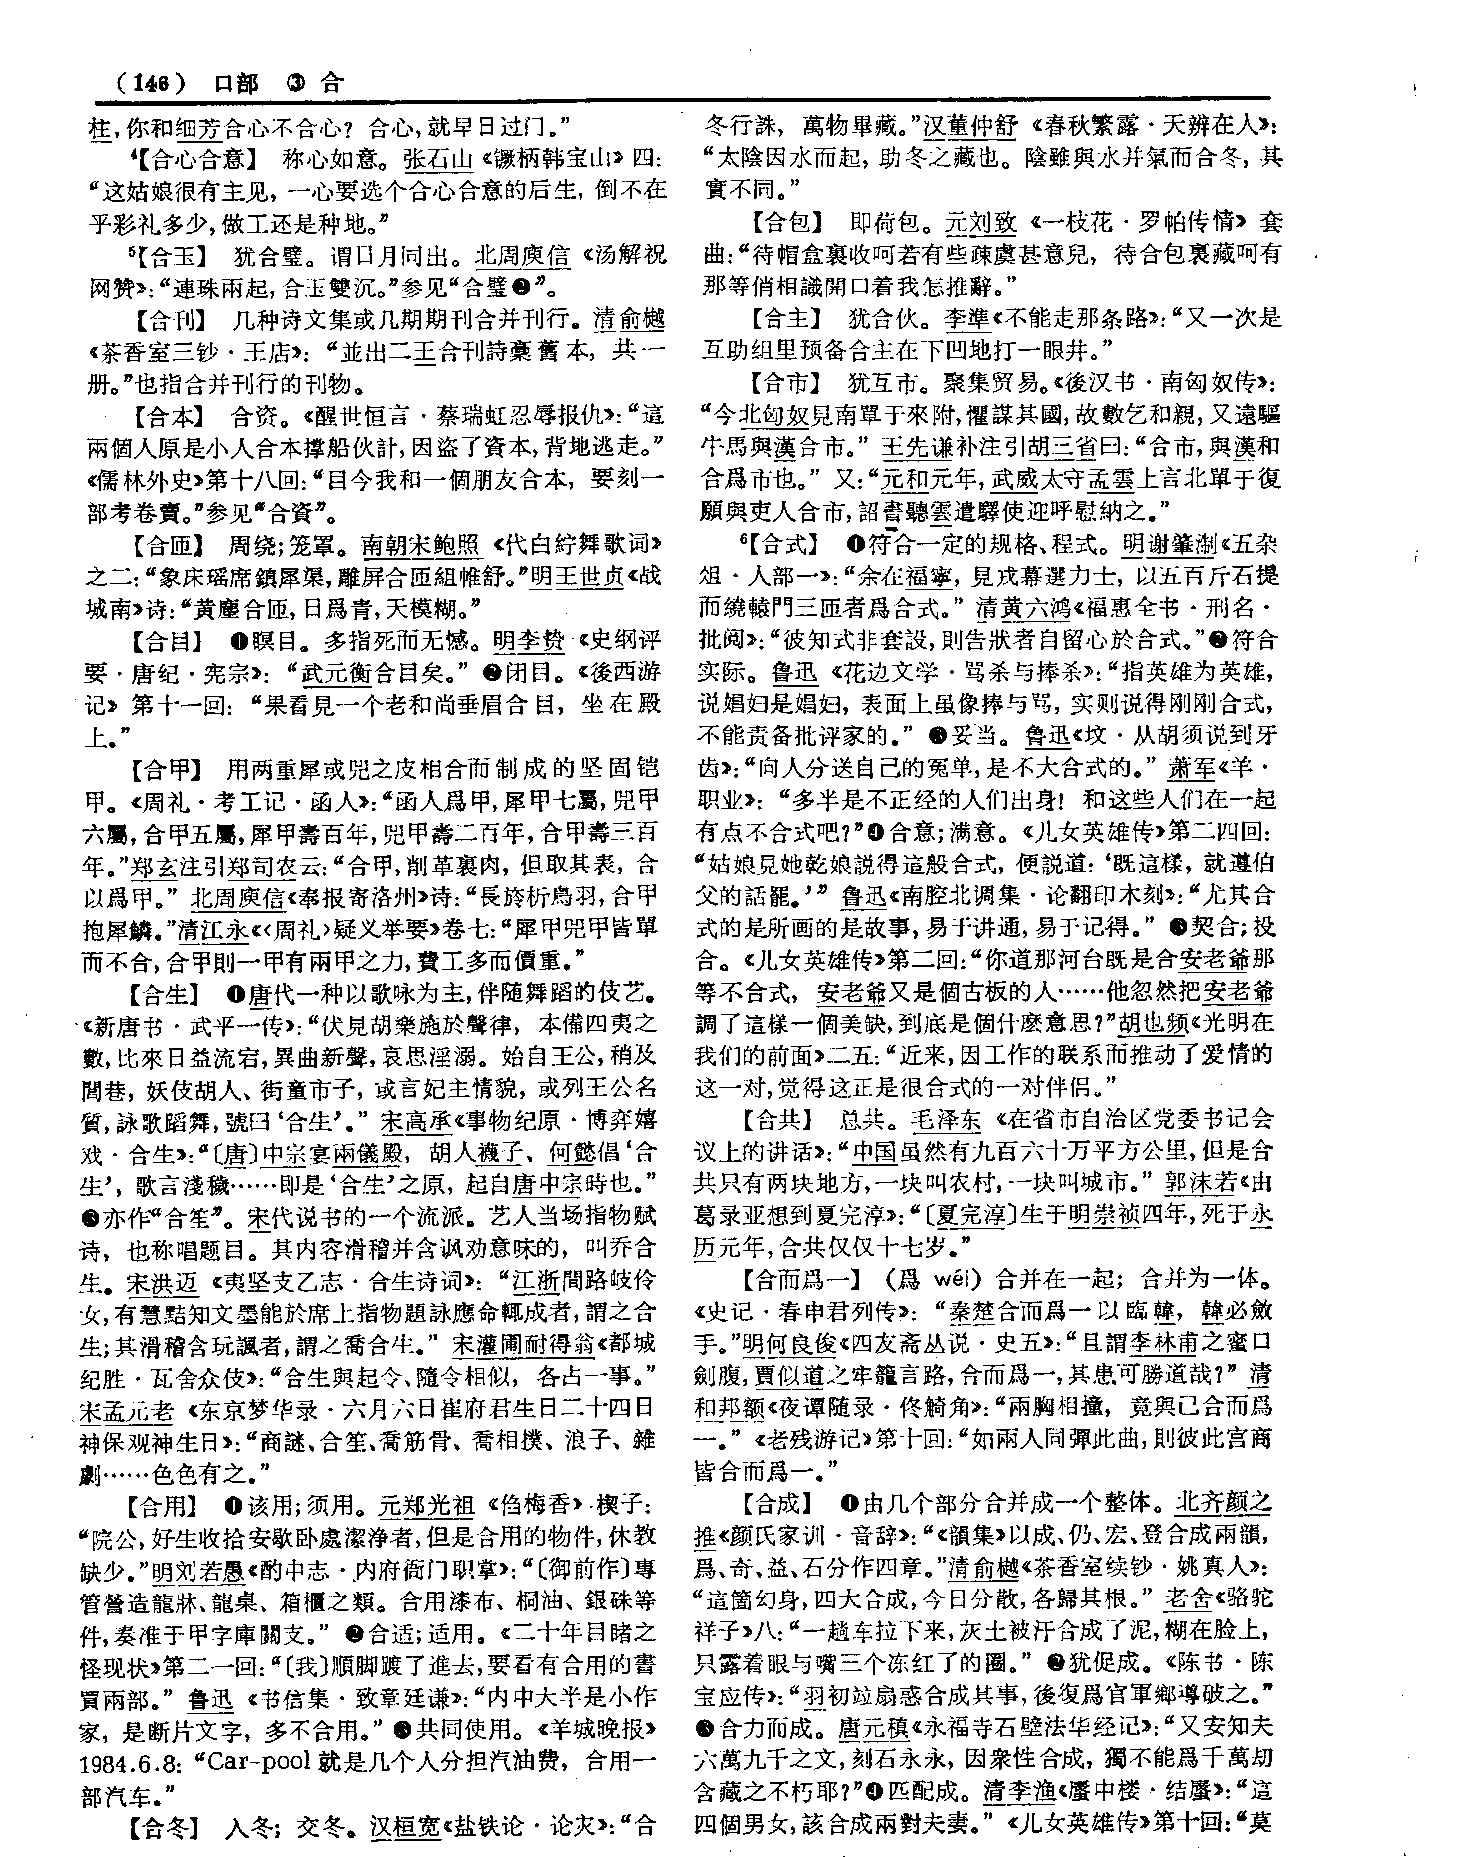 (146) 口部 ③ 合
柱,你和细芳合心不合心?合心,就早日过门。”
⁴【合心合意】 称心如意。张石山《镢柄韩宝山》四:
“这姑娘很有主见,一心要选个合心合意的后生,倒不在
乎彩礼多少,做工还是种地。”
⁵【合玉】 犹合璧。谓日月同出。北周庾信《汤解祝
网赞》:“連珠兩起,合玉雙沉。”参见“合璧❷”。
【合刊】 几种诗文集或几期期刊合并刊行。清俞樾
《茶香室三钞·王店》:“並出二王合刊詩稾舊本,共一
册。”也指合并刊行的刊物。
【合本】 合资。《醒世恒言·蔡瑞虹忍辱报仇》:“這
兩個人原是小人合本撑船伙計,因盗了資本,背地逃走。”
《儒林外史》第十八回:“目今我和一個朋友合本,要刻一
部考卷賣。”参见“合資”。
【合匝】 周绕;笼罩。南朝宋鲍照《代白紵舞歌词》
之二:“象床瑶席鎮犀渠,雕屏合匝組帷舒。”明王世贞《战
城南》诗:“黄塵合匝,日爲青,天模糊。”
【合目】 ❶瞑目。多指死而无憾。明李贽《史纲评
要·唐纪·宪宗》:“武元衡合目矣。”❷闭目。《後西游
记》第十一回:“果看見一个老和尚垂眉合目,坐在殿
上。”
【合甲】 用两重犀或兕之皮相合而制成的坚固铠
甲。《周礼·考工记·函人》:“函人爲甲,犀甲七屬,兕甲
六屬,合甲五屬,犀甲壽百年,兕甲壽二百年,合甲壽三百
年。”郑玄注引郑司农云:“合甲,削革裏肉,但取其表,合
以爲甲。”北周庾信《奉报寄洛州》诗:“長旍析鳥羽,合甲
抱犀鱗。”清江永《〈周礼〉疑义举要》卷七:“犀甲兕甲皆單
而不合,合甲則一甲有兩甲之力,費工多而價重。”
【合生】 ❶唐代一种以歌咏为主,伴随舞蹈的伎艺。
《新唐书·武平一传》:“伏見胡樂施於聲律,本備四夷之
數,比來日益流宕,異曲新聲,哀思淫溺。始自王公,稍及
閭巷,妖伎胡人、街童市子,或言妃主情貌,或列王公名
質,詠歌蹈舞,號曰‘合生’。”宋高承《事物纪原·博弈嬉
戏·合生》:“〔唐〕中宗宴兩儀殿,胡人襪子、何懿倡‘合
生’,歌言淺穢……即是‘合生’之原,起自唐中宗時也。”
❷亦作“合笙”。宋代说书的一个流派。艺人当场指物赋
诗,也称唱题目。其内容滑稽并含讽劝意味的,叫乔合
生。宋洪迈《夷坚支乙志·合生诗词》:“江浙間路岐伶
女,有慧黠知文墨能於席上指物題詠應命輒成者,謂之合
生;其滑稽含玩諷者,謂之喬合生。”宋灌圃耐得翁《都城
纪胜·瓦舍众伎》:“合生與起令、隨令相似,各占一事。”
宋孟元老《东京梦华录·六月六日崔府君生日二十四日
神保观神生日》:“商謎、合笙、喬筋骨、喬相撲、浪子、雜
劇……色色有之。”
【合用】 ❶该用;须用。元郑光祖《㑇梅香》楔子:
“院公,好生收拾安歇卧處潔净者,但是合用的物件,休教
缺少。”明刘若愚《酌中志·内府衙门职掌》:“〔御前作〕專
管營造龍牀、龍桌、箱櫃之類。合用漆布、桐油、銀硃等
件,奏准于甲字庫關支。”❷合适;适用。《二十年目睹之
怪现状》第二一回:“〔我〕順脚踱了進去,要看有合用的書
買兩部。”鲁迅《书信集·致章廷谦》:“内中大半是小作
家,是断片文字,多不合用。”❸共同使用。《羊城晚报》
1984.6.8:“Car-pool就是几个人分担汽油费,合用一
部汽车。”
【合冬】 入冬;交冬。汉桓宽《盐铁论·论灾》:“合
冬行誅,萬物畢藏。”汉董仲舒《春秋繁露·天辨在人》:
“太陰因水而起,助冬之藏也。陰雖與水并氣而合冬,其
實不同。”
【合包】 即荷包。元刘致《一枝花·罗帕传情》套
曲:“待帽盒裏收呵若有些疎虞甚意兒,待合包裏藏呵有
那等俏相識開口着我怎推辭。”
【合主】 犹合伙。李準《不能走那条路》:“又一次是
互助组里预备合主在下凹地打一眼井。”
【合市】 犹互市。聚集贸易。《後汉书·南匈奴传》:
“今北匈奴見南單于來附,懼謀其國,故數乞和親,又遠驅
牛馬與漢合市。”王先谦补注引胡三省曰:“合市,與漢和
合爲市也。”又:“元和元年,武威太守孟雲上言北單于復
願與吏人合市,詔書聽雲遣驛使迎呼慰納之。”
⁶【合式】 ❶符合一定的规格、程式。明谢肇淛《五杂
俎·人部一》:“余在福寧,見戎幕選力士,以五百斤石提
而繞轅門三匝者爲合式。”清黄六鸿《福惠全书·刑名·
批阅》:“彼知式非套設,則告狀者自留心於合式。”❷符合
实际。鲁迅《花边文学·骂杀与捧杀》:“指英雄为英雄,
说娼妇是娼妇,表面上虽像捧与骂,实则说得刚刚合式,
不能责备批评家的。”❸妥当。鲁迅《坟·从胡须说到牙
齿》:“向人分送自己的冤单,是不大合式的。”萧军《羊·
职业》:“多半是不正经的人们出身!和这些人们在一起
有点不合式吧?”❹合意;满意。《儿女英雄传》第二四回:
“姑娘見她乾娘説得這般合式,便説道:‘既這樣,就遵伯
父的話罷。’”鲁迅《南腔北调集·论翻印木刻》:“尤其合
式的是所画的是故事,易于讲通,易于记得。”❺契合;投
合。《儿女英雄传》第二回:“你道那河台既是合安老爺那
等不合式,安老爺又是個古板的人……他忽然把安老爺
調了這樣一個美缺,到底是個什麽意思?”胡也频《光明在
我们的前面》二五:“近来,因工作的联系而推动了爱情的
这一对,觉得这正是很合式的一对伴侣。”
【合共】 总共。毛泽东《在省市自治区党委书记会
议上的讲话》:“中国虽然有九百六十万平方公里,但是合
共只有两块地方,一块叫农村,一块叫城市。”郭沫若《由
葛录亚想到夏完淳》:“〔夏完淳〕生于明崇祯四年,死于永
历元年,合共仅仅十七岁。”
【合而爲一】 (爲 wéi)合并在一起;合并为一体。
《史记·春申君列传》:“秦楚合而爲一以臨韓,韓必斂
手。”明何良俊《四友斋丛说·史五》:“且謂李林甫之蜜口
劍腹,賈似道之牢籠言路,合而爲一,其患可勝道哉?”清
和邦额《夜谭随录·佟觭角》:“兩胸相撞,竟與己合而爲
一。”《老残游记》第十回:“如兩人同彈此曲,則彼此宫商
皆合而爲一。”
【合成】 ❶由几个部分合并成一个整体。北齐颜之
推《颜氏家训·音辞》:“《韻集》以成、仍、宏、登合成兩韻,
爲、奇、益、石分作四章。”清俞樾《茶香室续钞·姚真人》:
“這箇幻身,四大合成,今日分散,各歸其根。”老舍《骆驼
祥子》八:“一趟车拉下来,灰土被汗合成了泥,糊在脸上,
只露着眼与嘴三个冻红了的圈。”❷犹促成。《陈书·陈
宝应传》:“羽初竝扇惑合成其事,後復爲官軍鄉導破之。”
❸合力而成。唐元稹《永福寺石壁法华经记》:“又安知夫
六萬九千之文,刻石永永,因衆性合成,獨不能爲千萬刧
含藏之不朽耶?”❹匹配成。清李渔《蜃中楼·结蜃》:“這
四個男女,該合成兩對夫妻。”《儿女英雄传》第十回:“莫